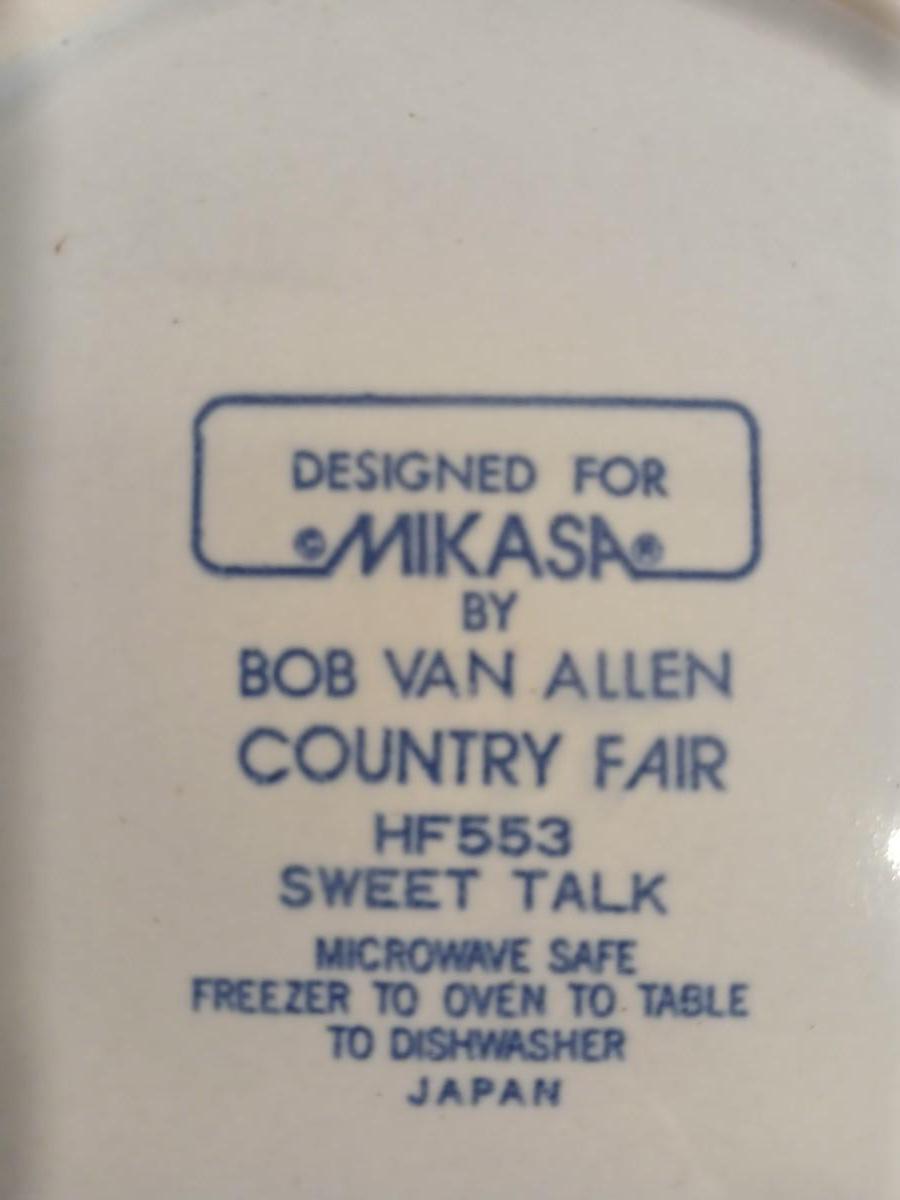 DESIGNED FOR
©MIKASA®
BY
BOB VAN ALLEN
COUNTRY FAIR
HF553
SWEET TALK
MICROWAVE SAFE
FREEZER TO OVEN TO TABLE
TO DISHWASHER
JAPAN